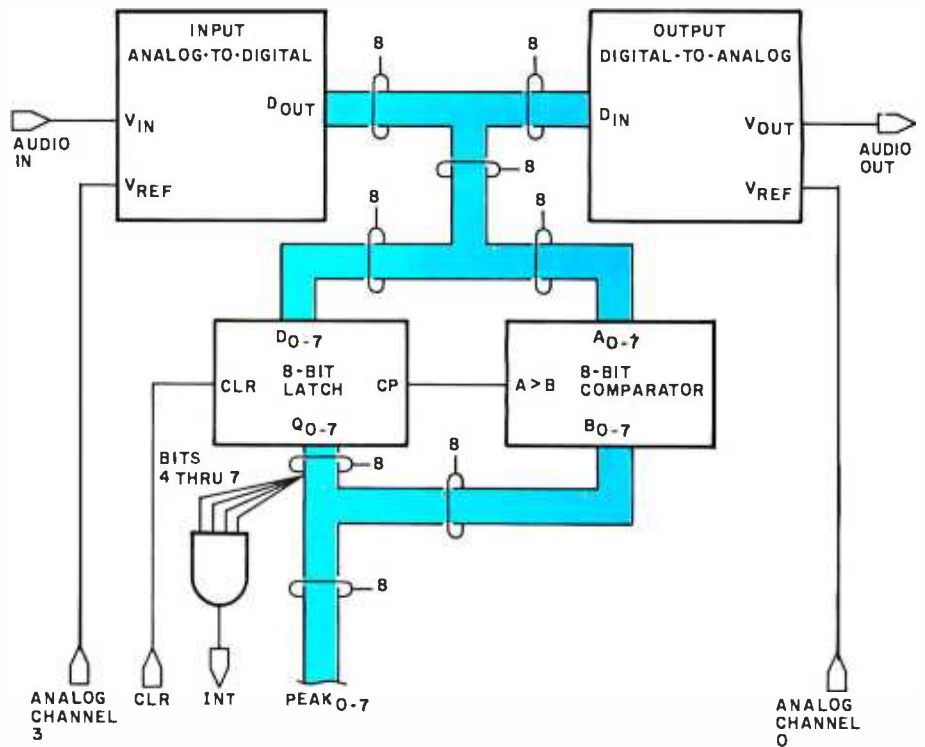 INPUT
ANALOG-TO-DIGITAL
DOUT
VIN
VREF
AUDIO
IN
8
8
8
OUTPUT
DIGITAL-TO-ANALOG
DIN
VOUT
VREF
AUDIO
OUT
8
8
D0-7
8-BIT
LATCH
CLR
CP
Q0-7
A0-7
A>B
8-BIT
COMPARATOR
B0-7
BITS
4 THRU 7
8
8
8
ANALOG
CHANNEL
3
CLR
INT
PEAK0-7
ANALOG
CHANNEL
0